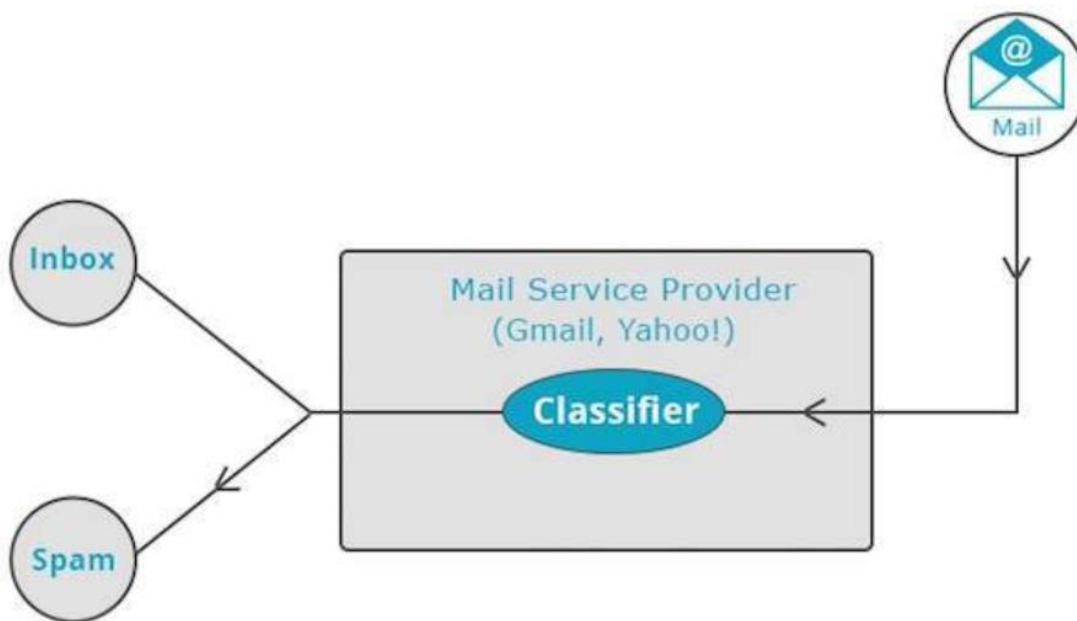 @
Mail
Inbox
Mail Service Provider
(Gmail, Yahoo!)
Classifier
Spam